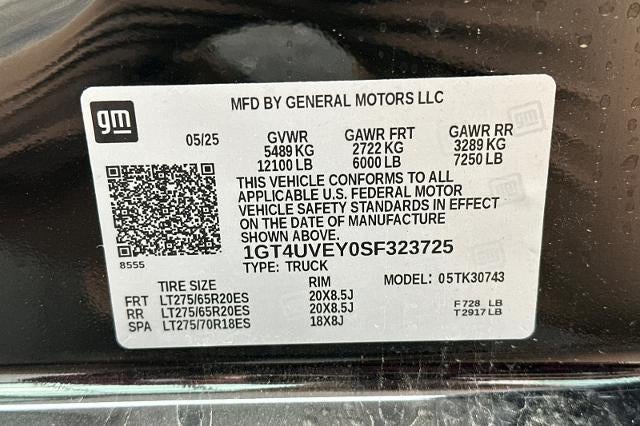 gm
MFD BY GENERAL MOTORS LLC
05/25 GVWR GAWR FRT GAWR RR
5489 KG 2722 KG 3289 KG
12100 LB 6000 LB 7250 LB
THIS VEHICLE CONFORMS TO ALL
APPLICABLE U.S. FEDERAL MOTOR
VEHICLE SAFETY STANDARDS IN EFFECT
ON THE DATE OF MANUFACTURE
SHOWN ABOVE.
8555 1GT4UVEY0SF323725
TYPE: TRUCK
TIRE SIZE RIM MODEL: 05TK30743
FRT LT275/65R20ES 20X8.5J F 728 LB
RR LT275/65R20ES 20X8.5J T 2917 LB
SPA LT275/70R18ES 18X8J